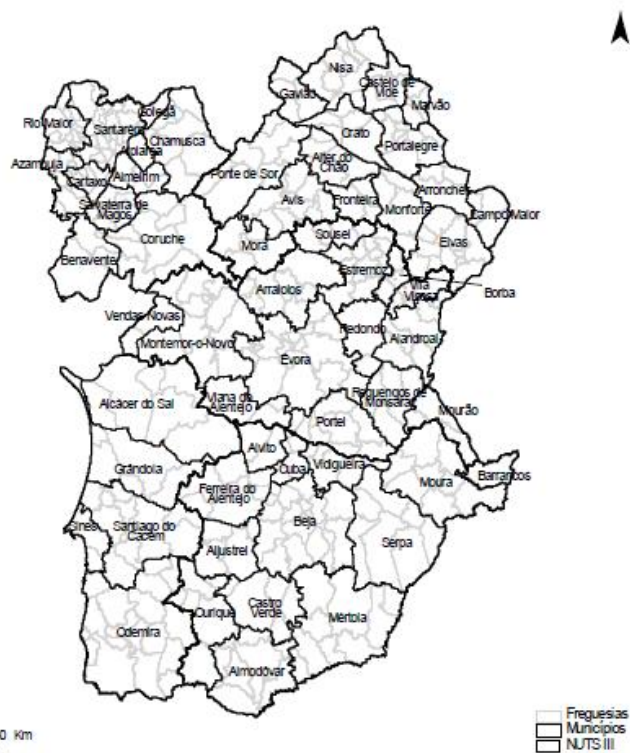 Nisa
Castelo de
Vide
Gavião
Marvão
Golegã
Rio Maior
Santarém
Chamusca
Crato
Portalegre
Alpiarça
Azambuja
Almeirim
Ponte de Sor
Alter do
Chão
Cartaxo
Arronches
Avis
Fronteira
Monforte
Salvaterra de
Magos
Campo Maior
Coruche
Mora
Sousel
Elvas
Benavente
Estremoz
Arraiolos
Vila
Viçosa
Borba
Vendas Novas
Redondo
Alandroal
Montemor-o-Novo
Évora
Viana do
Alentejo
Reguengos de
Monsaraz
Alcácer do Sal
Mourão
Portel
Alvito
Grândola
Cuba
Vidigueira
Moura
Barrancos
Ferreira do
Alentejo
Beja
Sines
Santiago do
Cacém
Aljustrel
Serpa
Castro
Verde
Ourique
Mértola
Odemira
Almodôvar
0 Km
Freguesias
Municípios
NUTS III